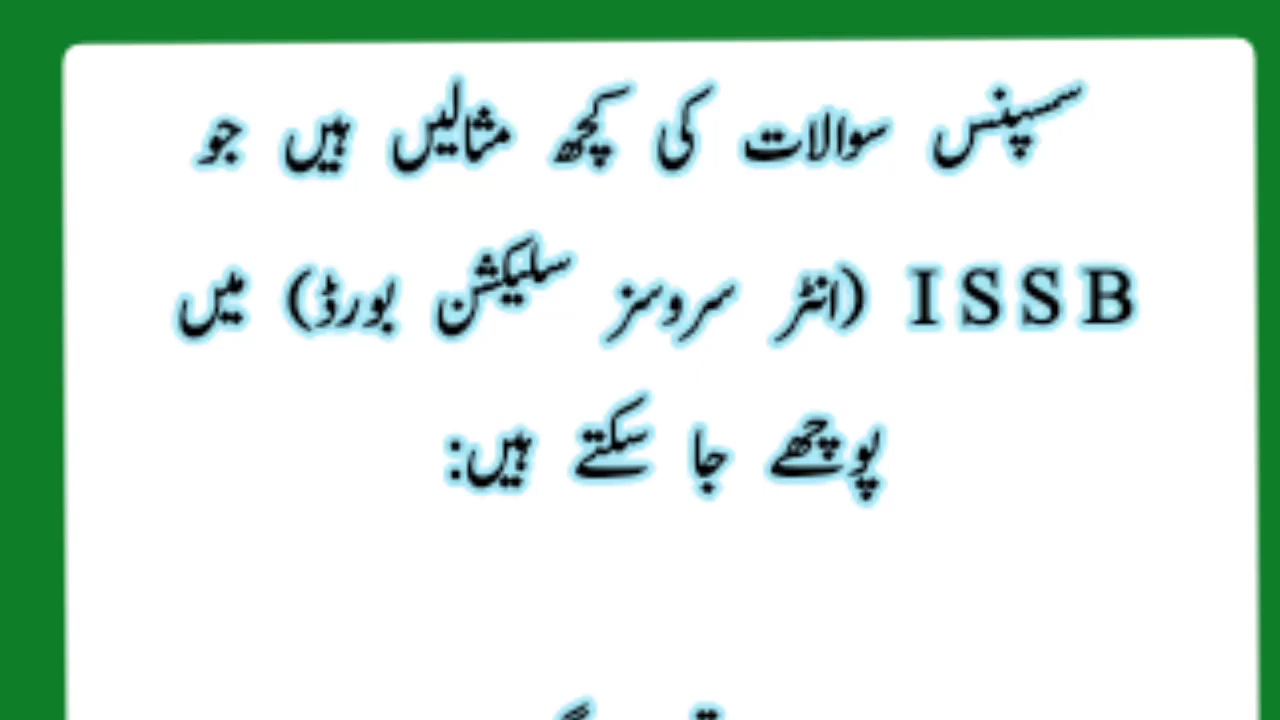 سسپنس سوالات کی کچھ مثالیں ہیں جو
ISSB (انٹر سروسز سلیکشن بورڈ) میں
پوچھے جا سکتے ہیں: